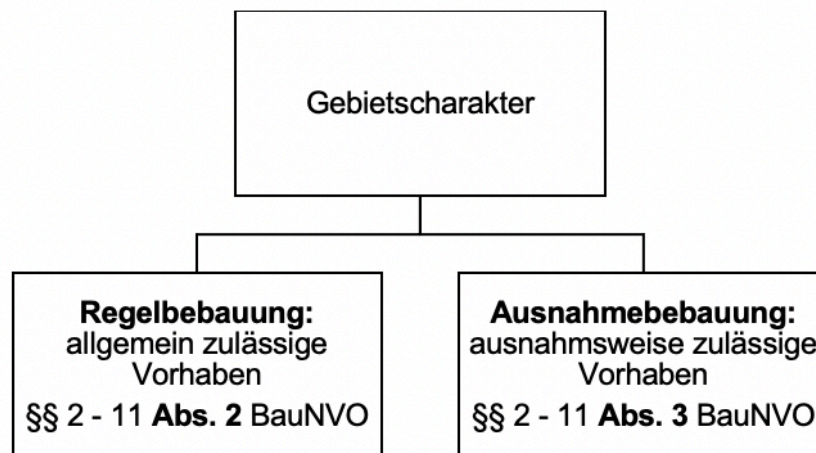 Gebietscharakter
Regelbebauung:
allgemein zulässige
Vorhaben
§§ 2 - 11 Abs. 2 BauNVO
Ausnahmebebauung:
ausnahmsweise zulässige
Vorhaben
§§ 2 - 11 Abs. 3 BauNVO